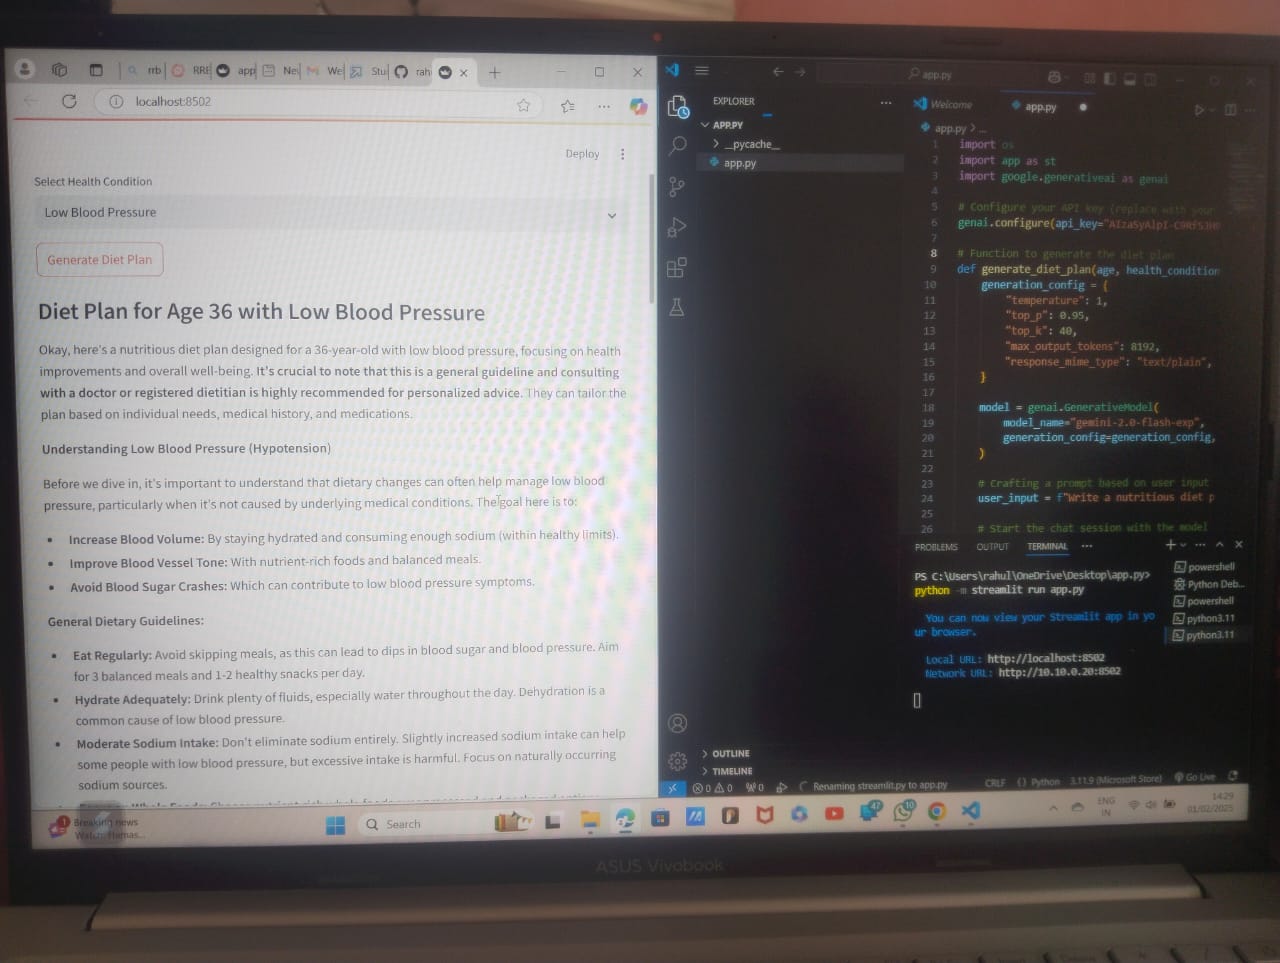 rrb
RRE
app
Nei
We
Stu
rah
localhost:8502
Deploy
Select Health Condition
Low Blood Pressure
Generate Diet Plan
Diet Plan for Age 36 with Low Blood Pressure
Okay, here's a nutritious diet plan designed for a 36-year-old with low blood pressure, focusing on health
improvements and overall well-being. It's crucial to note that this is a general guideline and consulting
with a doctor or registered dietitian is highly recommended for personalized advice. They can tailor the
plan based on individual needs, medical history, and medications.
Understanding Low Blood Pressure (Hypotension)
Before we dive in, it's important to understand that dietary changes can often help manage low blood
pressure, particularly when it's not caused by underlying medical conditions. The goal here is to:
• Increase Blood Volume: By staying hydrated and consuming enough sodium (within healthy limits).
• Improve Blood Vessel Tone: With nutrient-rich foods and balanced meals.
• Avoid Blood Sugar Crashes: Which can contribute to low blood pressure symptoms.
General Dietary Guidelines:
• Eat Regularly: Avoid skipping meals, as this can lead to dips in blood sugar and blood pressure. Aim
for 3 balanced meals and 1-2 healthy snacks per day.
• Hydrate Adequately: Drink plenty of fluids, especially water throughout the day. Dehydration is a
common cause of low blood pressure.
• Moderate Sodium Intake: Don't eliminate sodium entirely. Slightly increased sodium intake can help
some people with low blood pressure, but excessive intake is harmful. Focus on naturally occurring
sodium sources.
app.py
EXPLORER
APP.PY
__pycache__
app.py
Welcome
app.py
app.py > ...
1 import os
2 import app as st
3 import google.generativeai as genai
4
5 # Configure your API key (replace with your
6 genai.configure(api_key=
7
8 # Function to generate the diet plan
9 def generate_diet_plan(age, health_condition
10 generation_config = {
11 "temperature": 1,
12 "top_p": 0.95,
13 "top_k": 40,
14 "max_output_tokens": 8192,
15 "response_mime_type": "text/plain",
16 }
17
18 model = genai.GenerativeModel(
19 model_name="gemini-2.0-flash-exp",
20 generation_config=generation_config,
21 )
22
23 # Crafting a prompt based on user input
24 user_input = f"Write a nutritious diet p
25
26 # Start the chat session with the model
PROBLEMS OUTPUT TERMINAL
PS C:\Users\rahul\OneDrive\Desktop\app.py>
python -m streamlit run app.py
You can now view your Streamlit app in yo
ur browser.
Local URL: http://localhost:8502
Network URL: http://10.10.0.20:8502
powershell
Python Deb...
powershell
python3.11
python3.11
OUTLINE
TIMELINE
0 0 0 Renaming streamlit.py to app.py CRLF {} Python 3.11.9 (Microsoft Store) Go Live
1
Breaking news
Watch: Hamas...
Search
47
10
ENG
IN
14:29
01/02/2025
ASUS Vivobook